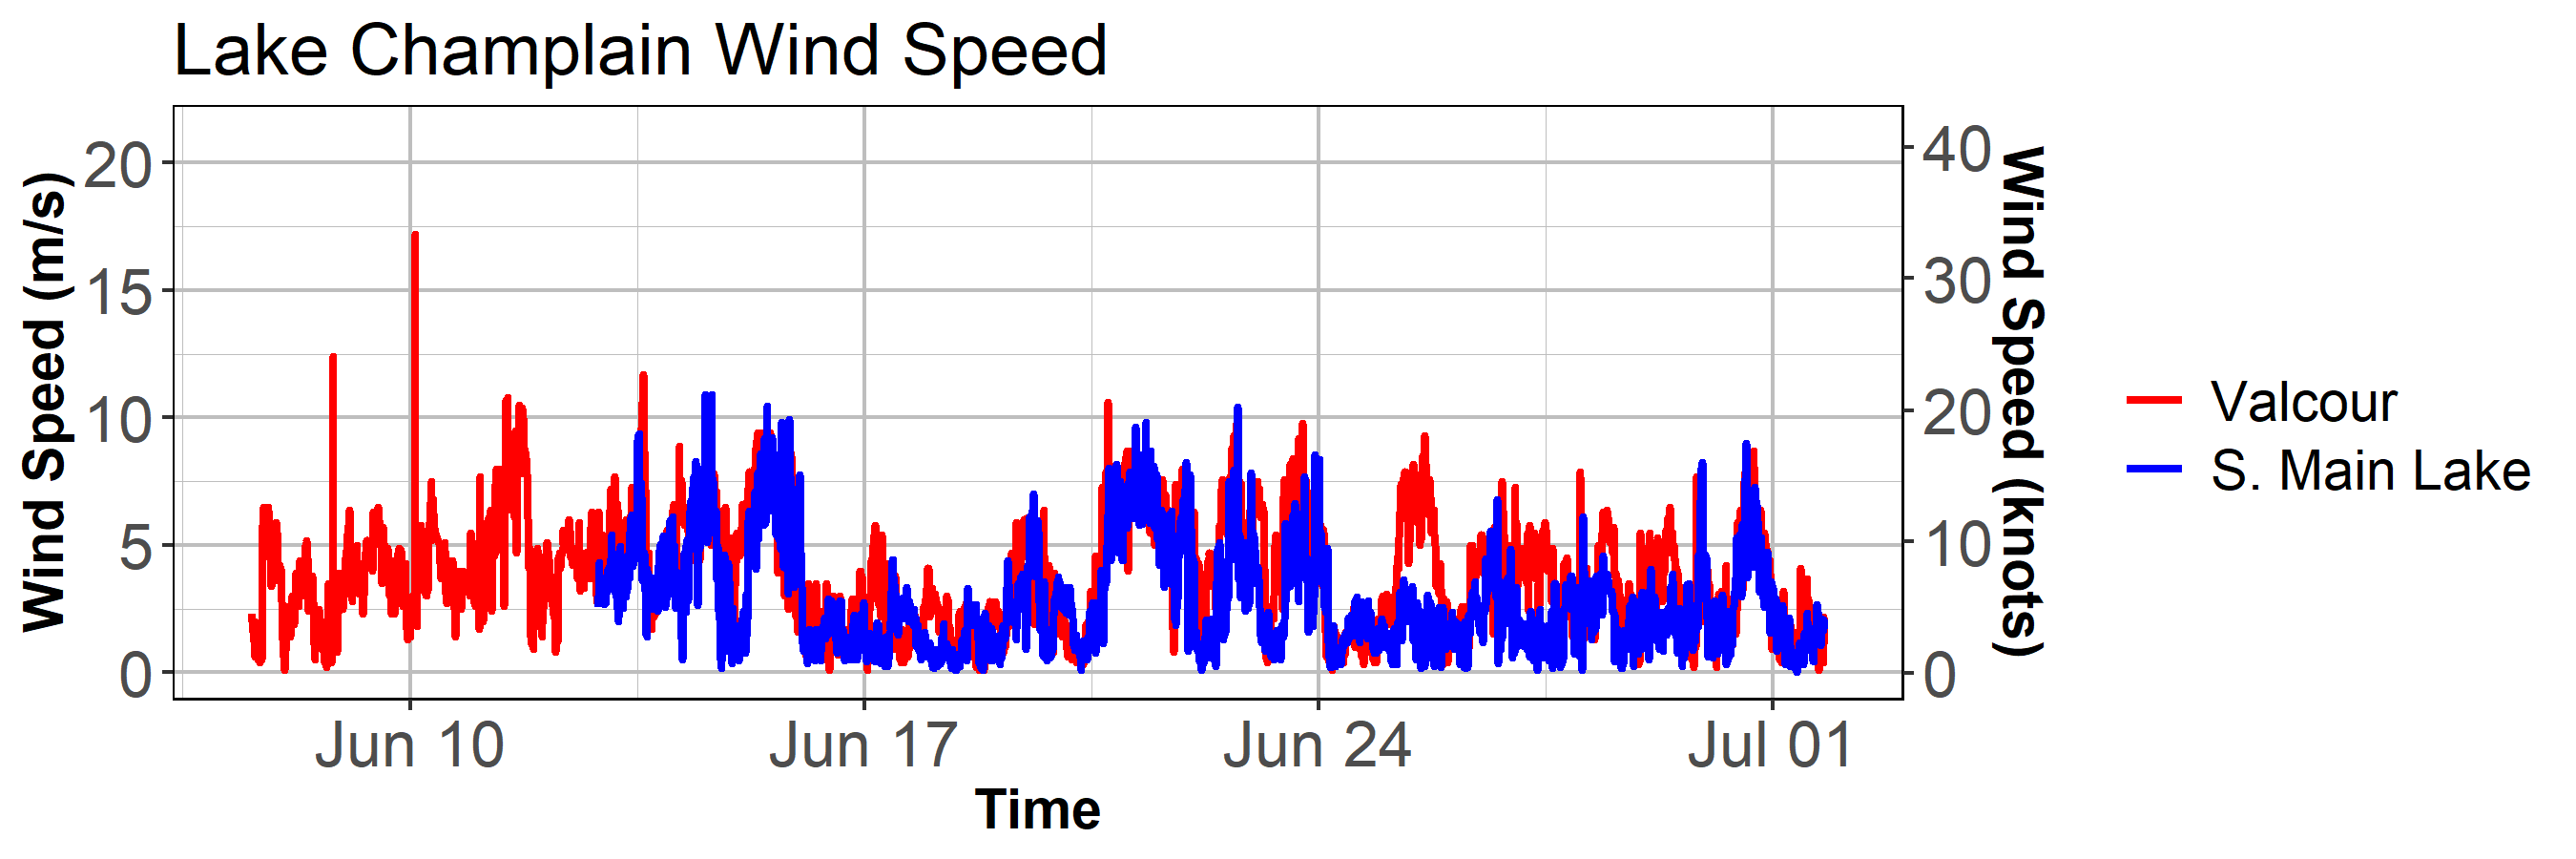 Lake Champlain Wind Speed
Wind Speed (m/s)
20
15
10
5
0
40
30
20
10
0
Wind Speed (knots)
Jun 10
Jun 17
Jun 24
Jul 01
Time
Valcour
S. Main Lake